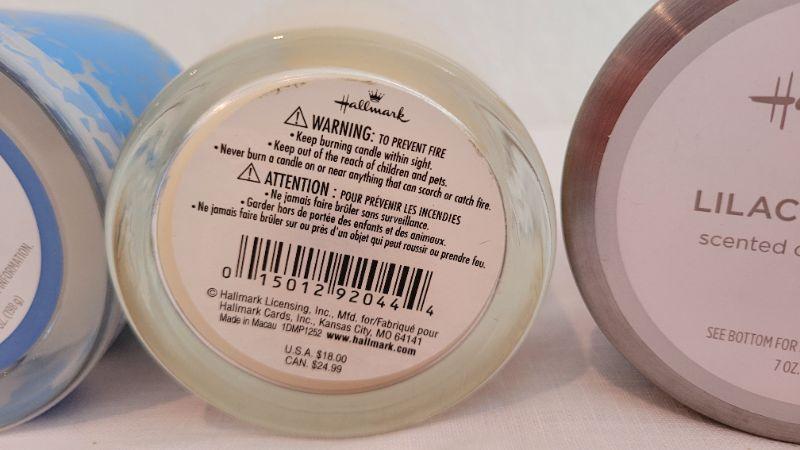 Hallmark
WARNING: TO PREVENT FIRE
• Keep burning candle within sight.
• Keep out of the reach of children and pets.
• Never burn a candle on or near anything that can scorch or catch fire.
ATTENTION : POUR PRÉVENIR LES INCENDIES
• Ne jamais faire brûler sans surveillance.
• Garder hors de portée des enfants et des animaux.
• Ne jamais faire brûler sur ou près d'un objet qui peut roussir ou prendre feu.
0 15012 92044 4
© Hallmark Licensing, Inc., Mfd. for/Fabriqué pour
Hallmark Cards, Inc., Kansas City, MO 64141
Made in Macau 1DMP1252 www.hallmark.com
U.S.A. $18.00
CAN. $24.99
INFORMATION.
(198 g)
LILAC
scented
SEE BOTTOM FOR
7 OZ.